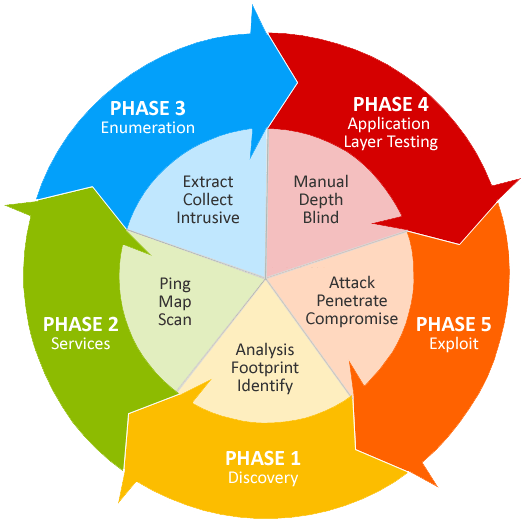 PHASE 1
Discovery
Analysis
Footprint
Identify
PHASE 2
Services
Ping
Map
Scan
PHASE 3
Enumeration
Extract
Collect
Intrusive
PHASE 4
Application
Layer Testing
Manual
Depth
Blind
PHASE 5
Exploit
Attack
Penetrate
Compromise